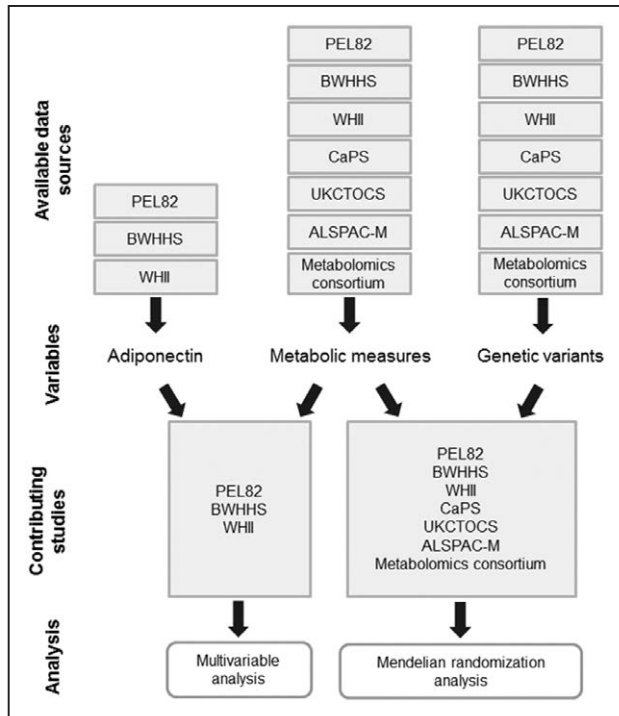 Available data
sources
PEL82
BWHHS
WHII
PEL82
BWHHS
WHII
CaPS
UKCTOCS
ALSPAC-M
Metabolomics
consortium
PEL82
BWHHS
WHII
CaPS
UKCTOCS
ALSPAC-M
Metabolomics
consortium
Variables
Adiponectin
Metabolic measures
Genetic variants
Contributing
studies
PEL82
BWHHS
WHII
PEL82
BWHHS
WHII
CaPS
UKCTOCS
ALSPAC-M
Metabolomics consortium
Analysis
Multivariable
analysis
Mendelian randomization
analysis